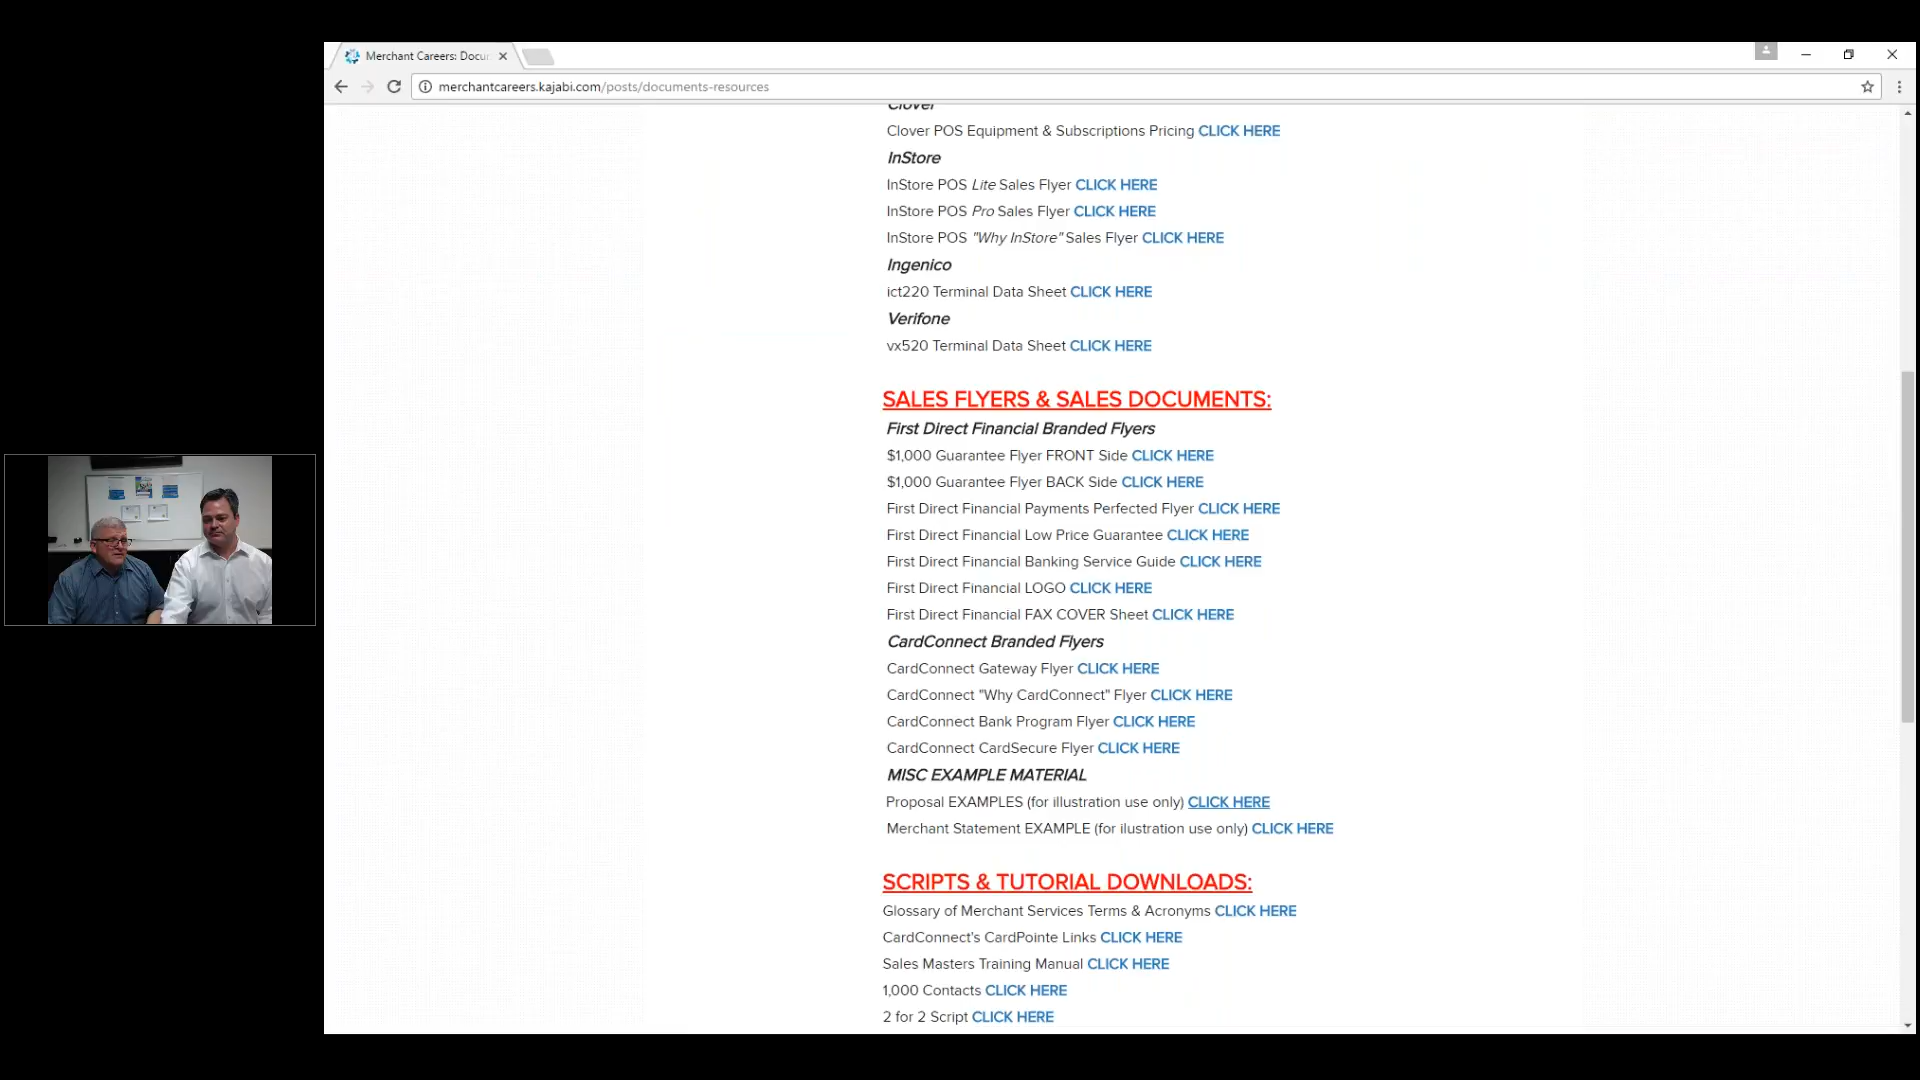 Merchant Careers: Docu
merchantcareers.kajabi.com/posts/documents-resources
Clover
Clover POS Equipment & Subscriptions Pricing CLICK HERE
InStore
InStore POS Lite Sales Flyer CLICK HERE
InStore POS Pro Sales Flyer CLICK HERE
InStore POS "Why InStore" Sales Flyer CLICK HERE
Ingenico
ict220 Terminal Data Sheet CLICK HERE
Verifone
vx520 Terminal Data Sheet CLICK HERE
SALES FLYERS & SALES DOCUMENTS:
First Direct Financial Branded Flyers
$1,000 Guarantee Flyer FRONT Side CLICK HERE
$1,000 Guarantee Flyer BACK Side CLICK HERE
First Direct Financial Payments Perfected Flyer CLICK HERE
First Direct Financial Low Price Guarantee CLICK HERE
First Direct Financial Banking Service Guide CLICK HERE
First Direct Financial LOGO CLICK HERE
First Direct Financial FAX COVER Sheet CLICK HERE
CardConnect Branded Flyers
CardConnect Gateway Flyer CLICK HERE
CardConnect "Why CardConnect" Flyer CLICK HERE
CardConnect Bank Program Flyer CLICK HERE
CardConnect CardSecure Flyer CLICK HERE
MISC EXAMPLE MATERIAL
Proposal EXAMPLES (for illustration use only) CLICK HERE
Merchant Statement EXAMPLE (for ilustration use only) CLICK HERE
SCRIPTS & TUTORIAL DOWNLOADS:
Glossary of Merchant Services Terms & Acronyms CLICK HERE
CardConnect's CardPointe Links CLICK HERE
Sales Masters Training Manual CLICK HERE
1,000 Contacts CLICK HERE
2 for 2 Script CLICK HERE